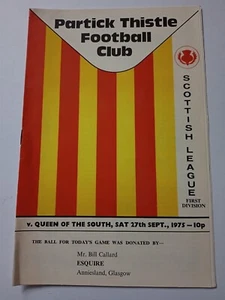 Partick Thistle
Football
Club
SCOTTISH LEAGUE
FIRST
DIVISION
v. QUEEN OF THE SOUTH, SAT 27th SEPT., 1975—10p
THE BALL FOR TODAY'S GAME WAS DONATED BY—
Mr. Bill Callard
ESQUIRE
Anniesland, Glasgow